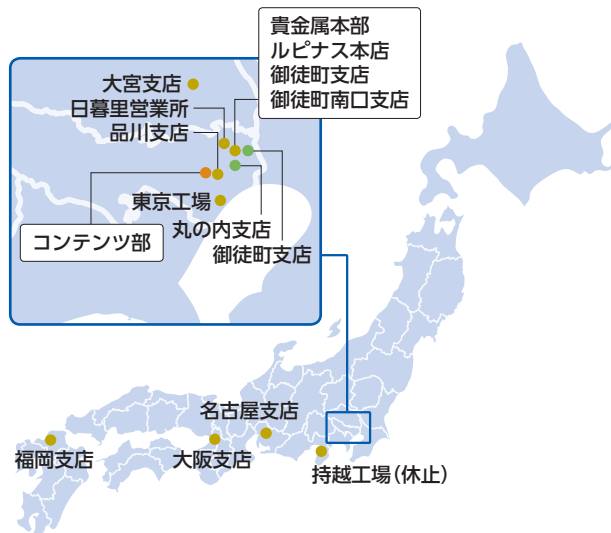 貴金属本部
ルピナス本店
御徒町支店
御徒町南口支店
大宮支店
日暮里営業所
品川支店
東京工場
コンテンツ部
丸の内支店
御徒町支店
名古屋支店
福岡支店
大阪支店
持越工場(休止)